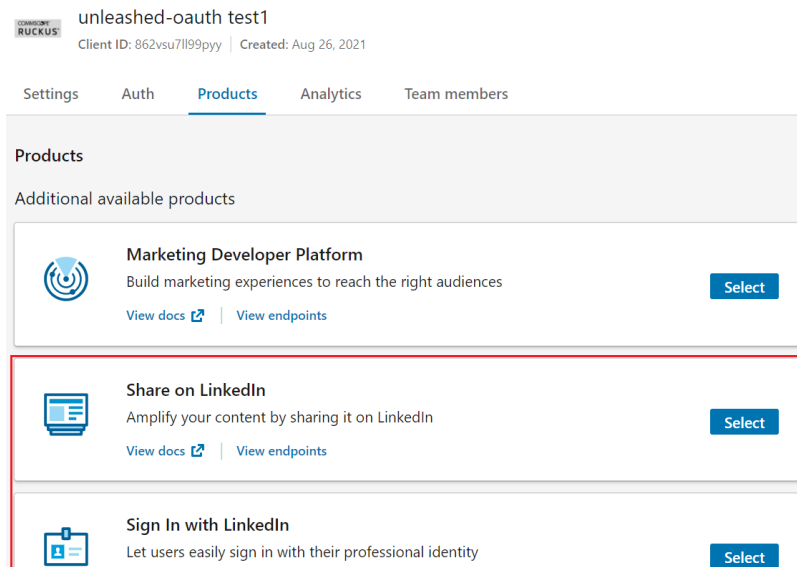 COMMSCOPE
RUCKUS
unleashed-oauth test1
Client ID: 862vsu7ll99pyy | Created: Aug 26, 2021
Settings Auth Products Analytics Team members
Products
Additional available products
Marketing Developer Platform
Build marketing experiences to reach the right audiences
Select
View docs | View endpoints
Share on LinkedIn
Amplify your content by sharing it on LinkedIn
Select
View docs | View endpoints
Sign In with LinkedIn
Let users easily sign in with their professional identity
Select